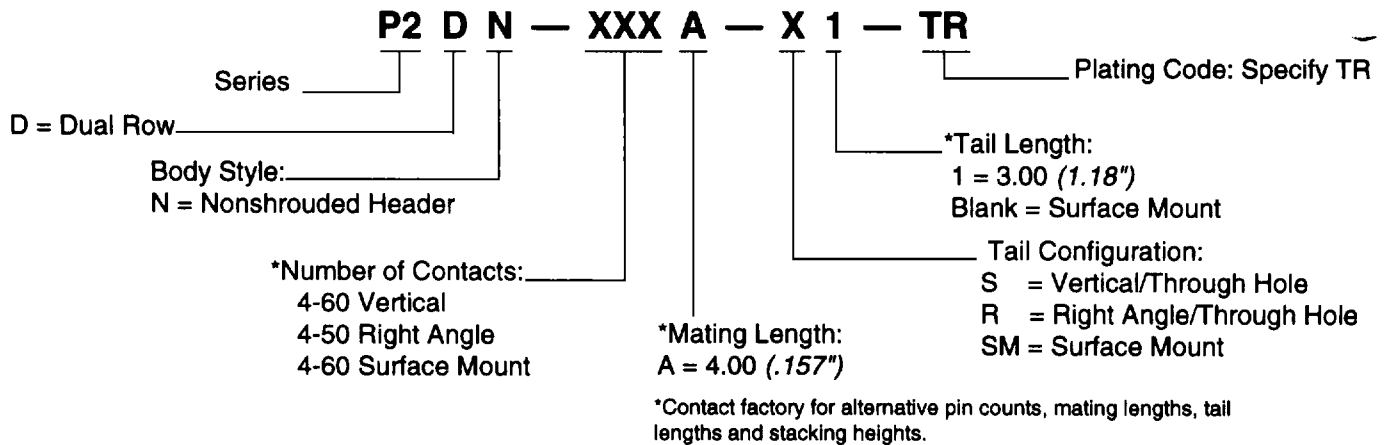 P2 D N — XXX A — X 1 — TR
Series
Plating Code: Specify TR
D = Dual Row
*Tail Length:
1 = 3.00 (1.18")
Blank = Surface Mount
Body Style:
N = Nonshrouded Header
Tail Configuration:
S = Vertical/Through Hole
R = Right Angle/Through Hole
SM = Surface Mount
*Number of Contacts:
4-60 Vertical
4-50 Right Angle
4-60 Surface Mount
*Mating Length:
A = 4.00 (.157")
*Contact factory for alternative pin counts, mating lengths, tail
lengths and stacking heights.